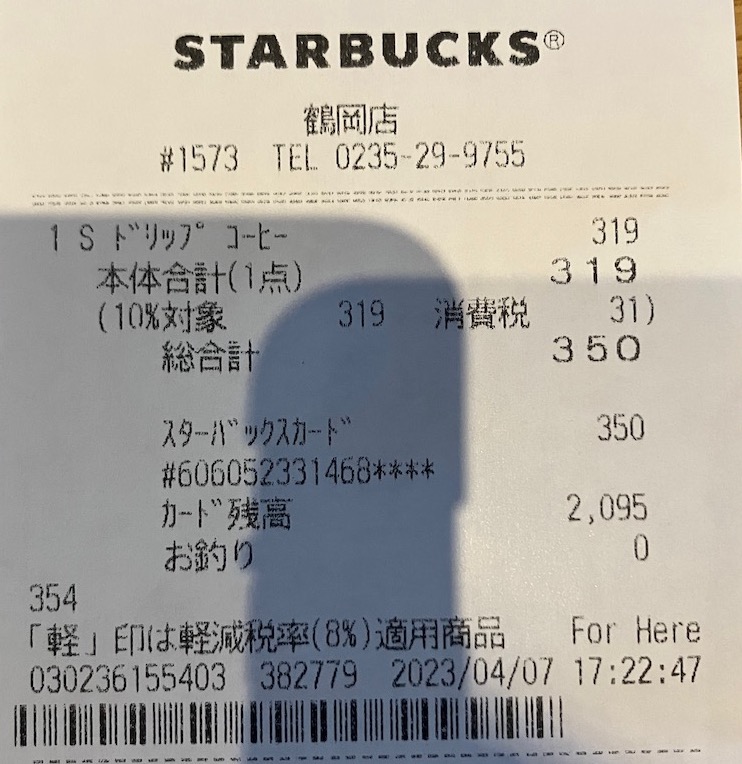 STARBUCKS®
鶴岡店
#1573 TEL 0235-29-9755
1 S ﾄﾞﾘｯﾌﾟ ｺｰﾋｰ 319
本体合計(1点) 319
(10%対象 319 消費税 31)
総合計 350
ｽﾀｰﾊﾞｯｸｽｶｰﾄﾞ 350
#606052331468****
ｶｰﾄﾞ残高 2,095
お釣り 0
354
「軽」印は軽減税率(8%)適用商品 For Here
030236155403 382779 2023/04/07 17:22:47